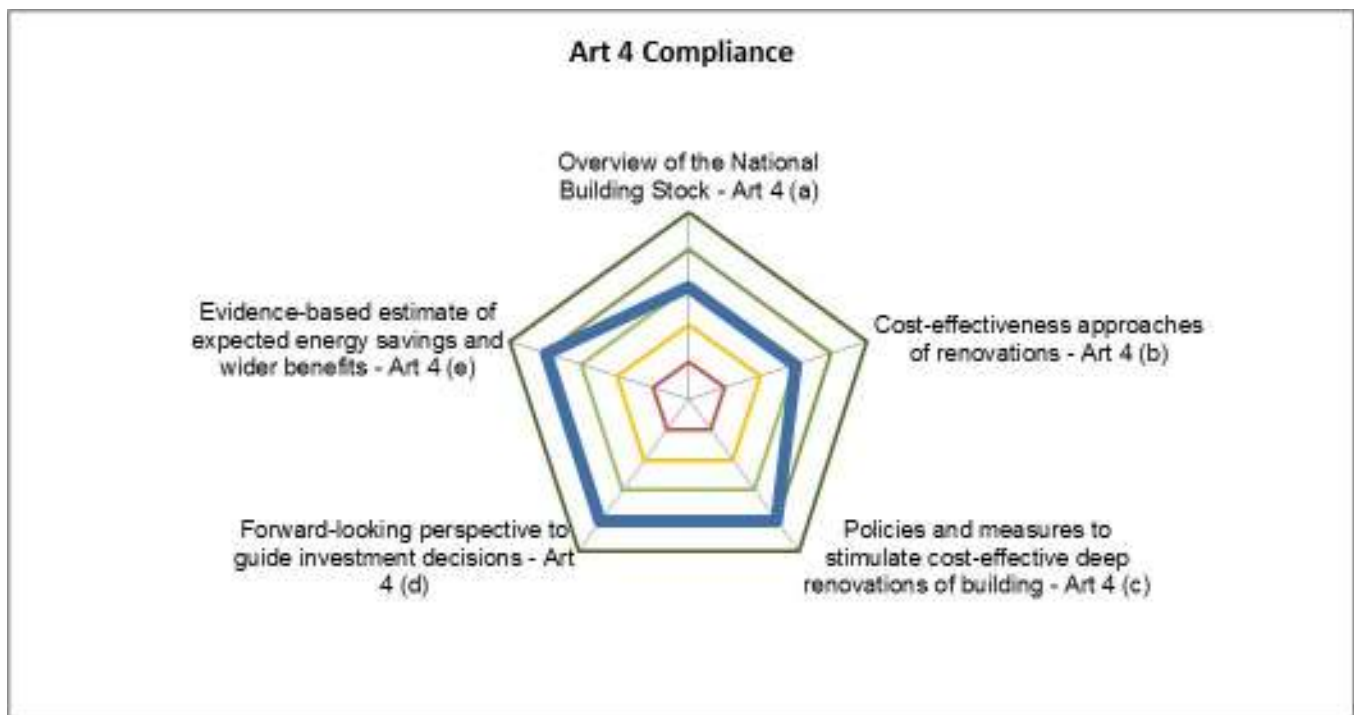 Art 4 Compliance
Overview of the National
Building Stock - Art 4 (a)
Cost-effectiveness approaches
of renovations - Art 4 (b)
Policies and measures to
stimulate cost-effective deep
renovations of building - Art 4 (c)
Forward-looking perspective to
guide investment decisions - Art
4 (d)
Evidence-based estimate of
expected energy savings and
wider benefits - Art 4 (e)